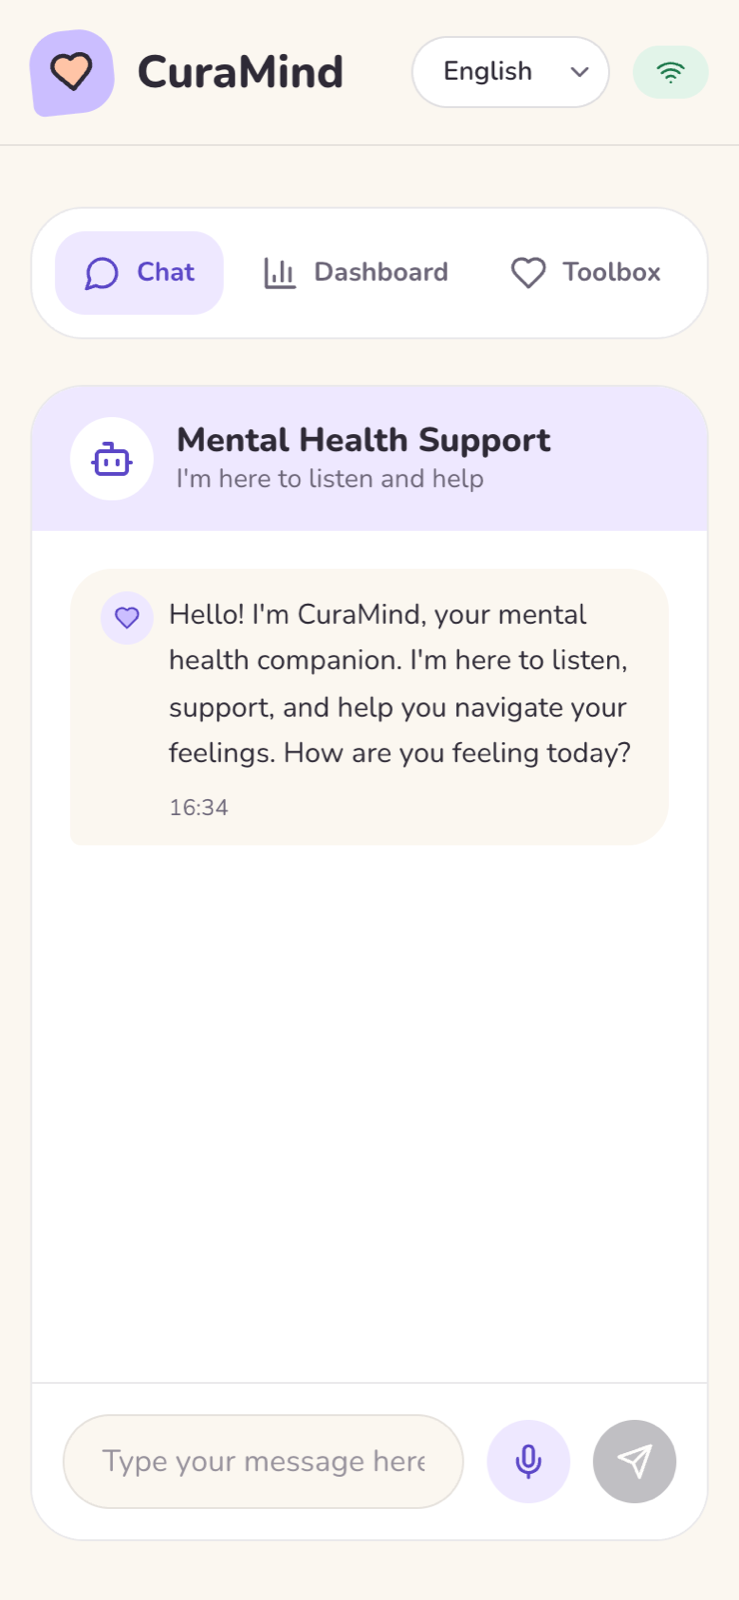 CuraMind
English
Chat
Dashboard
Toolbox
Mental Health Support
I'm here to listen and help
Hello! I'm CuraMind, your mental
health companion. I'm here to listen,
support, and help you navigate your
feelings. How are you feeling today?
16:34
Type your message here